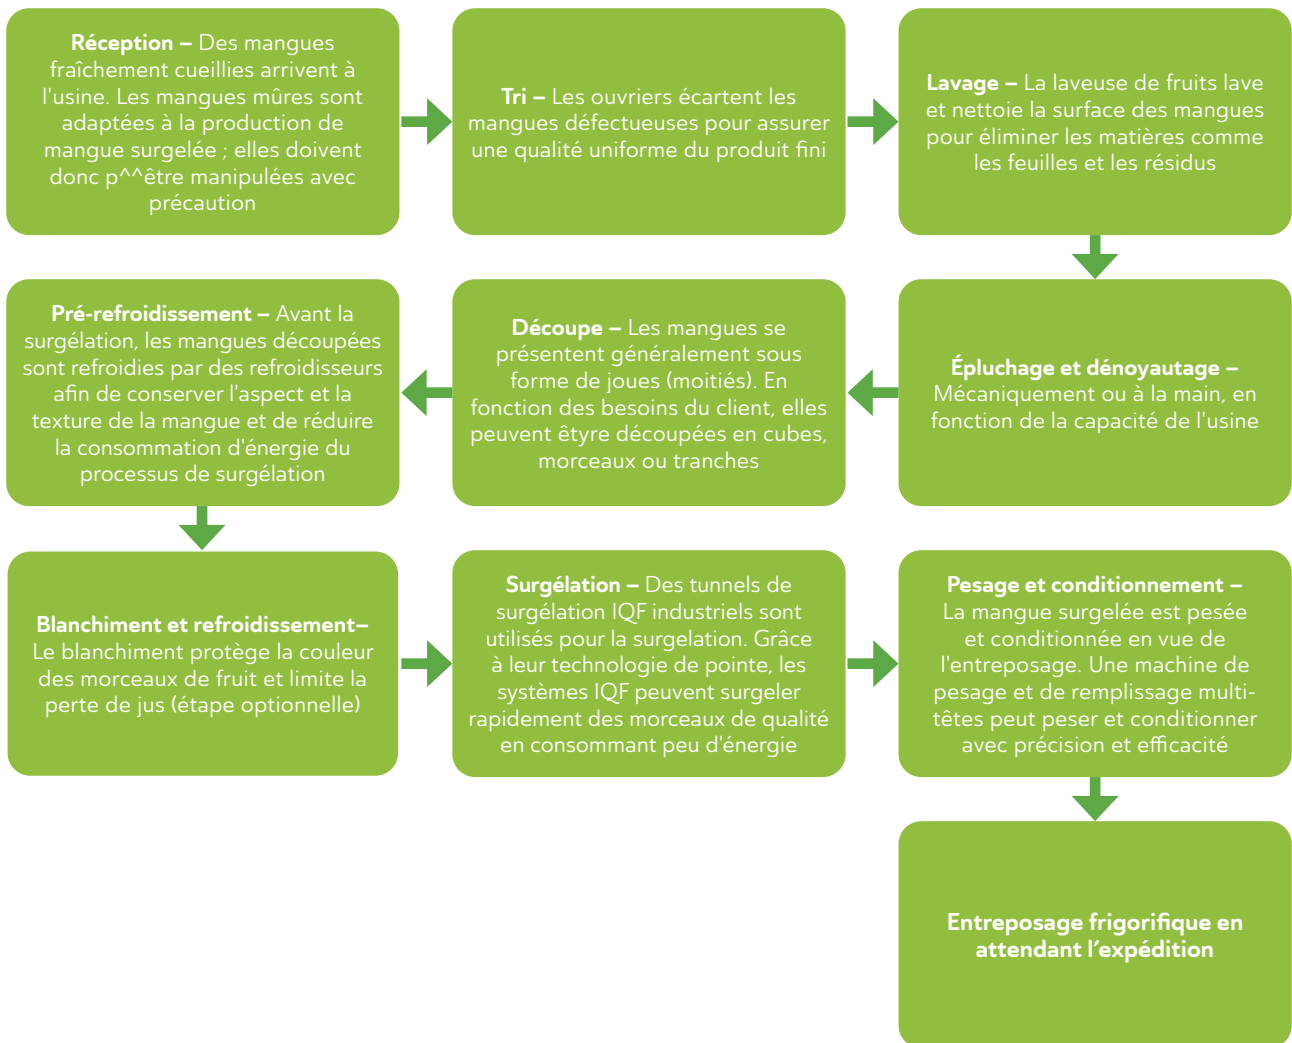 Réception – Des mangues
fraîchement cueillies arrivent à
l'usine. Les mangues mûres sont
adaptées à la production de
mangue surgelée ; elles doivent
donc p^^être manipulées avec
précaution
Tri – Les ouvriers écartent les
mangues défectueuses pour assurer
une qualité uniforme du produit fini
Lavage – La laveuse de fruits lave
et nettoie la surface des mangues
pour éliminer les matières comme
les feuilles et les résidus
Épluchage et dénoyautage –
Mécaniquement ou à la main, en
fonction de la capacité de l'usine
Découpe – Les mangues se
présentent généralement sous
forme de joues (moitiés). En
fonction des besoins du client, elles
peuvent êtyre découpées en cubes,
morceaux ou tranches
Pré-refroidissement – Avant la
surgélation, les mangues découpées
sont refroidies par des refroidisseurs
afin de conserver l'aspect et la
texture de la mangue et de réduire
la consommation d'énergie du
processus de surgélation
Blanchiment et refroidissement–
Le blanchiment protège la couleur
des morceaux de fruit et limite la
perte de jus (étape optionnelle)
Surgélation – Des tunnels de
surgélation IQF industriels sont
utilisés pour la surgelation. Grâce
à leur technologie de pointe, les
systèmes IQF peuvent surgeler
rapidement des morceaux de qualité
en consommant peu d'énergie
Pesage et conditionnement –
La mangue surgelée est pesée
et conditionnée en vue de
l'entreposage. Une machine de
pesage et de remplissage multi-
têtes peut peser et conditionner
avec précision et efficacité
Entreposage frigorifique en
attendant l’expédition